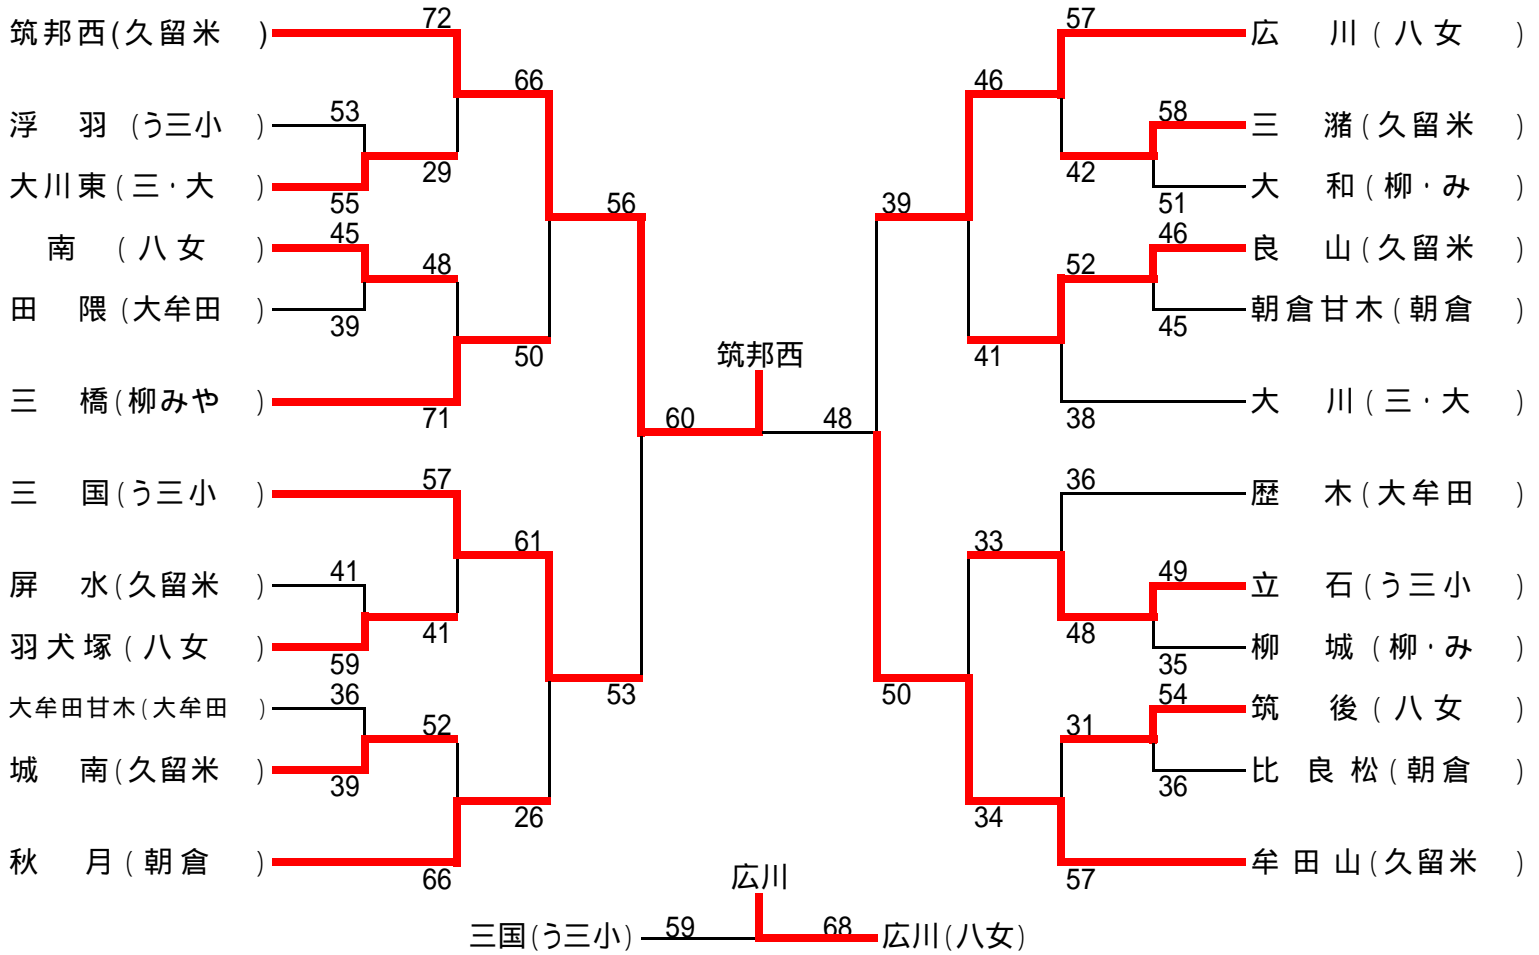 72
57
筑邦西(久留米 )
広 川(八女 )
66
46
53
58
浮 羽(う三小 )
三 潴(久留米 )
29
42
大川東(三・大 )
大 和(柳・み )
55
56
39
51
45
46
南 (八女 )
良 山(久留米 )
48
52
田 隈(大牟田 )
朝倉甘木(朝倉 )
39
45
50
筑邦西
41
三 橋(柳みや )
大 川(三・大 )
71
60
48
38
57
36
三 国(う三小 )
歴 木(大牟田 )
61
33
41
49
屏 水(久留米 )
立 石(う三小 )
41
48
羽犬塚(八女 )
柳 城(柳・み )
59
35
36
53
50
54
大牟田甘木(大牟田 )
筑 後(八女 )
52
31
城 南(久留米 )
比良松(朝倉 )
39
36
26
34
秋 月(朝倉 )
牟田山(久留米 )
66
広川
57
三国(う三小) 59 68 広川(八女)